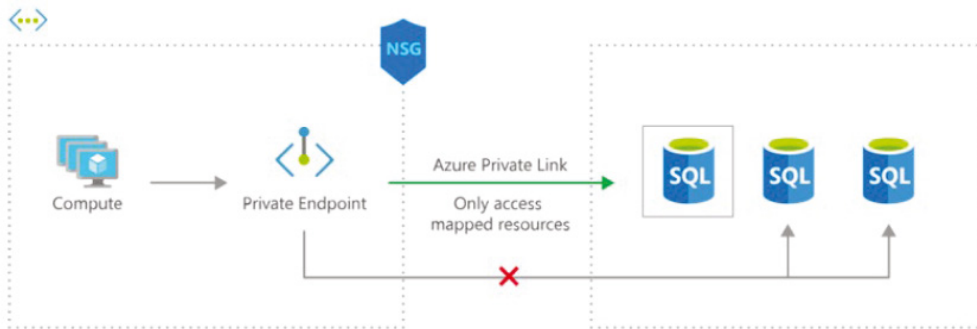 NSG
Compute
Private Endpoint
Azure Private Link
Only access
mapped resources
SQL
SQL
SQL